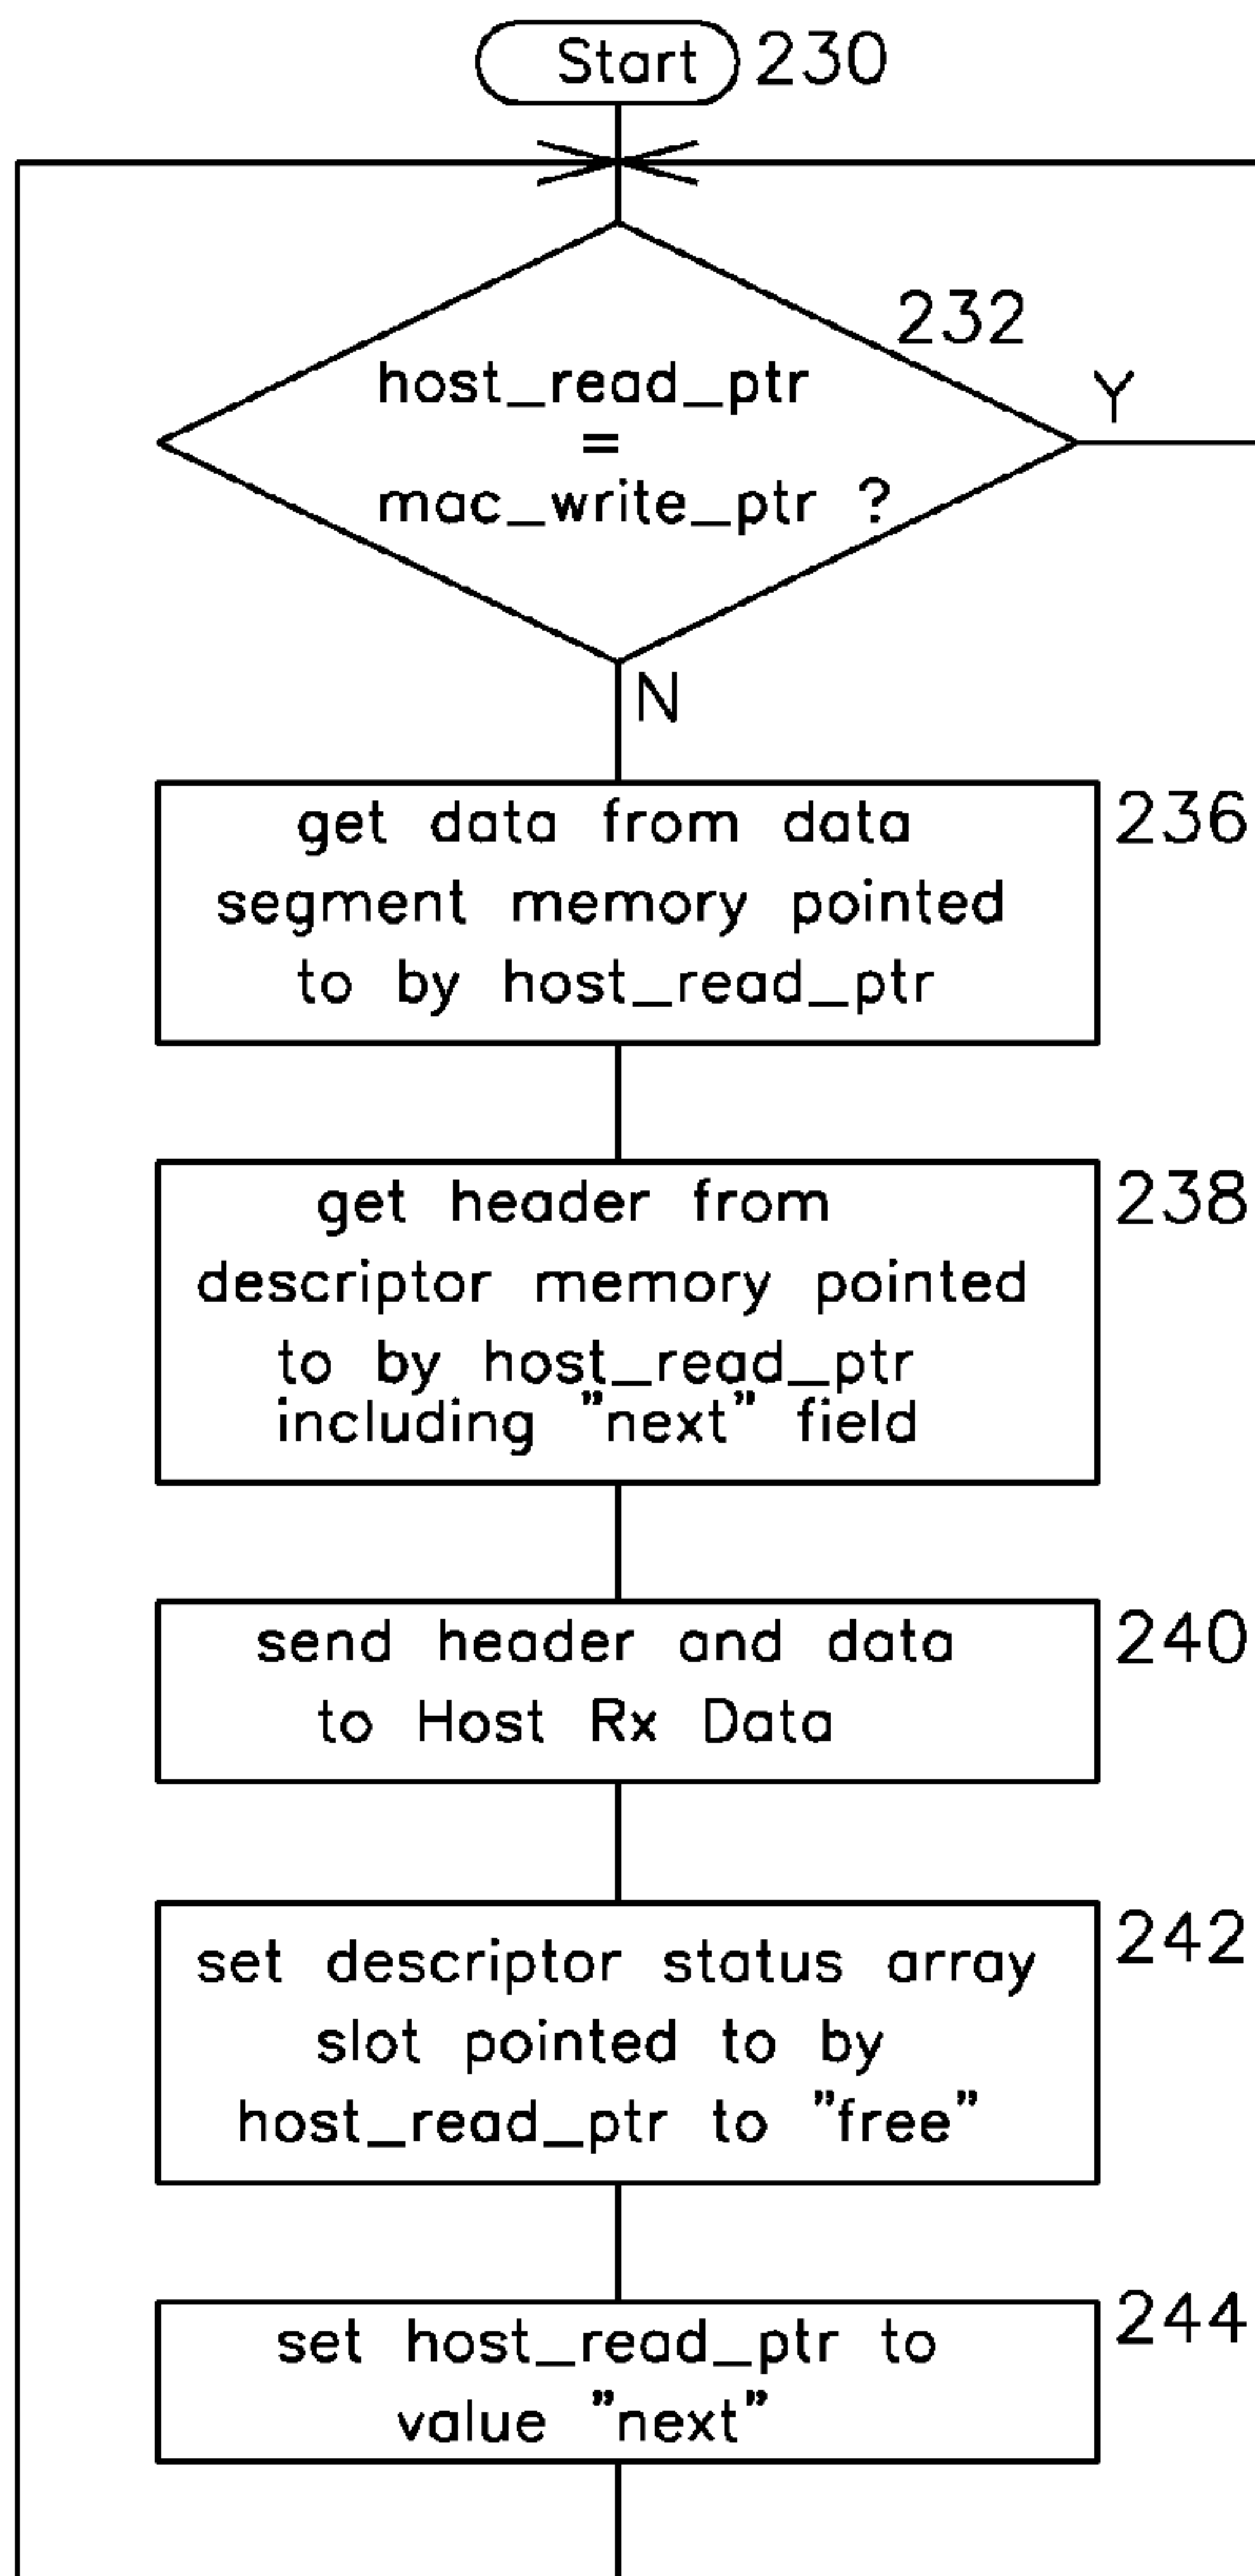 Start 230
232
host_read_ptr
=
mac_write_ptr ?
Y
N
get data from data
segment memory pointed
to by host_read_ptr
236
get header from
descriptor memory pointed
to by host_read_ptr
including "next" field
238
send header and data
to Host Rx Data
240
set descriptor status array
slot pointed to by
host_read_ptr to "free"
242
set host_read_ptr to
value "next"
244